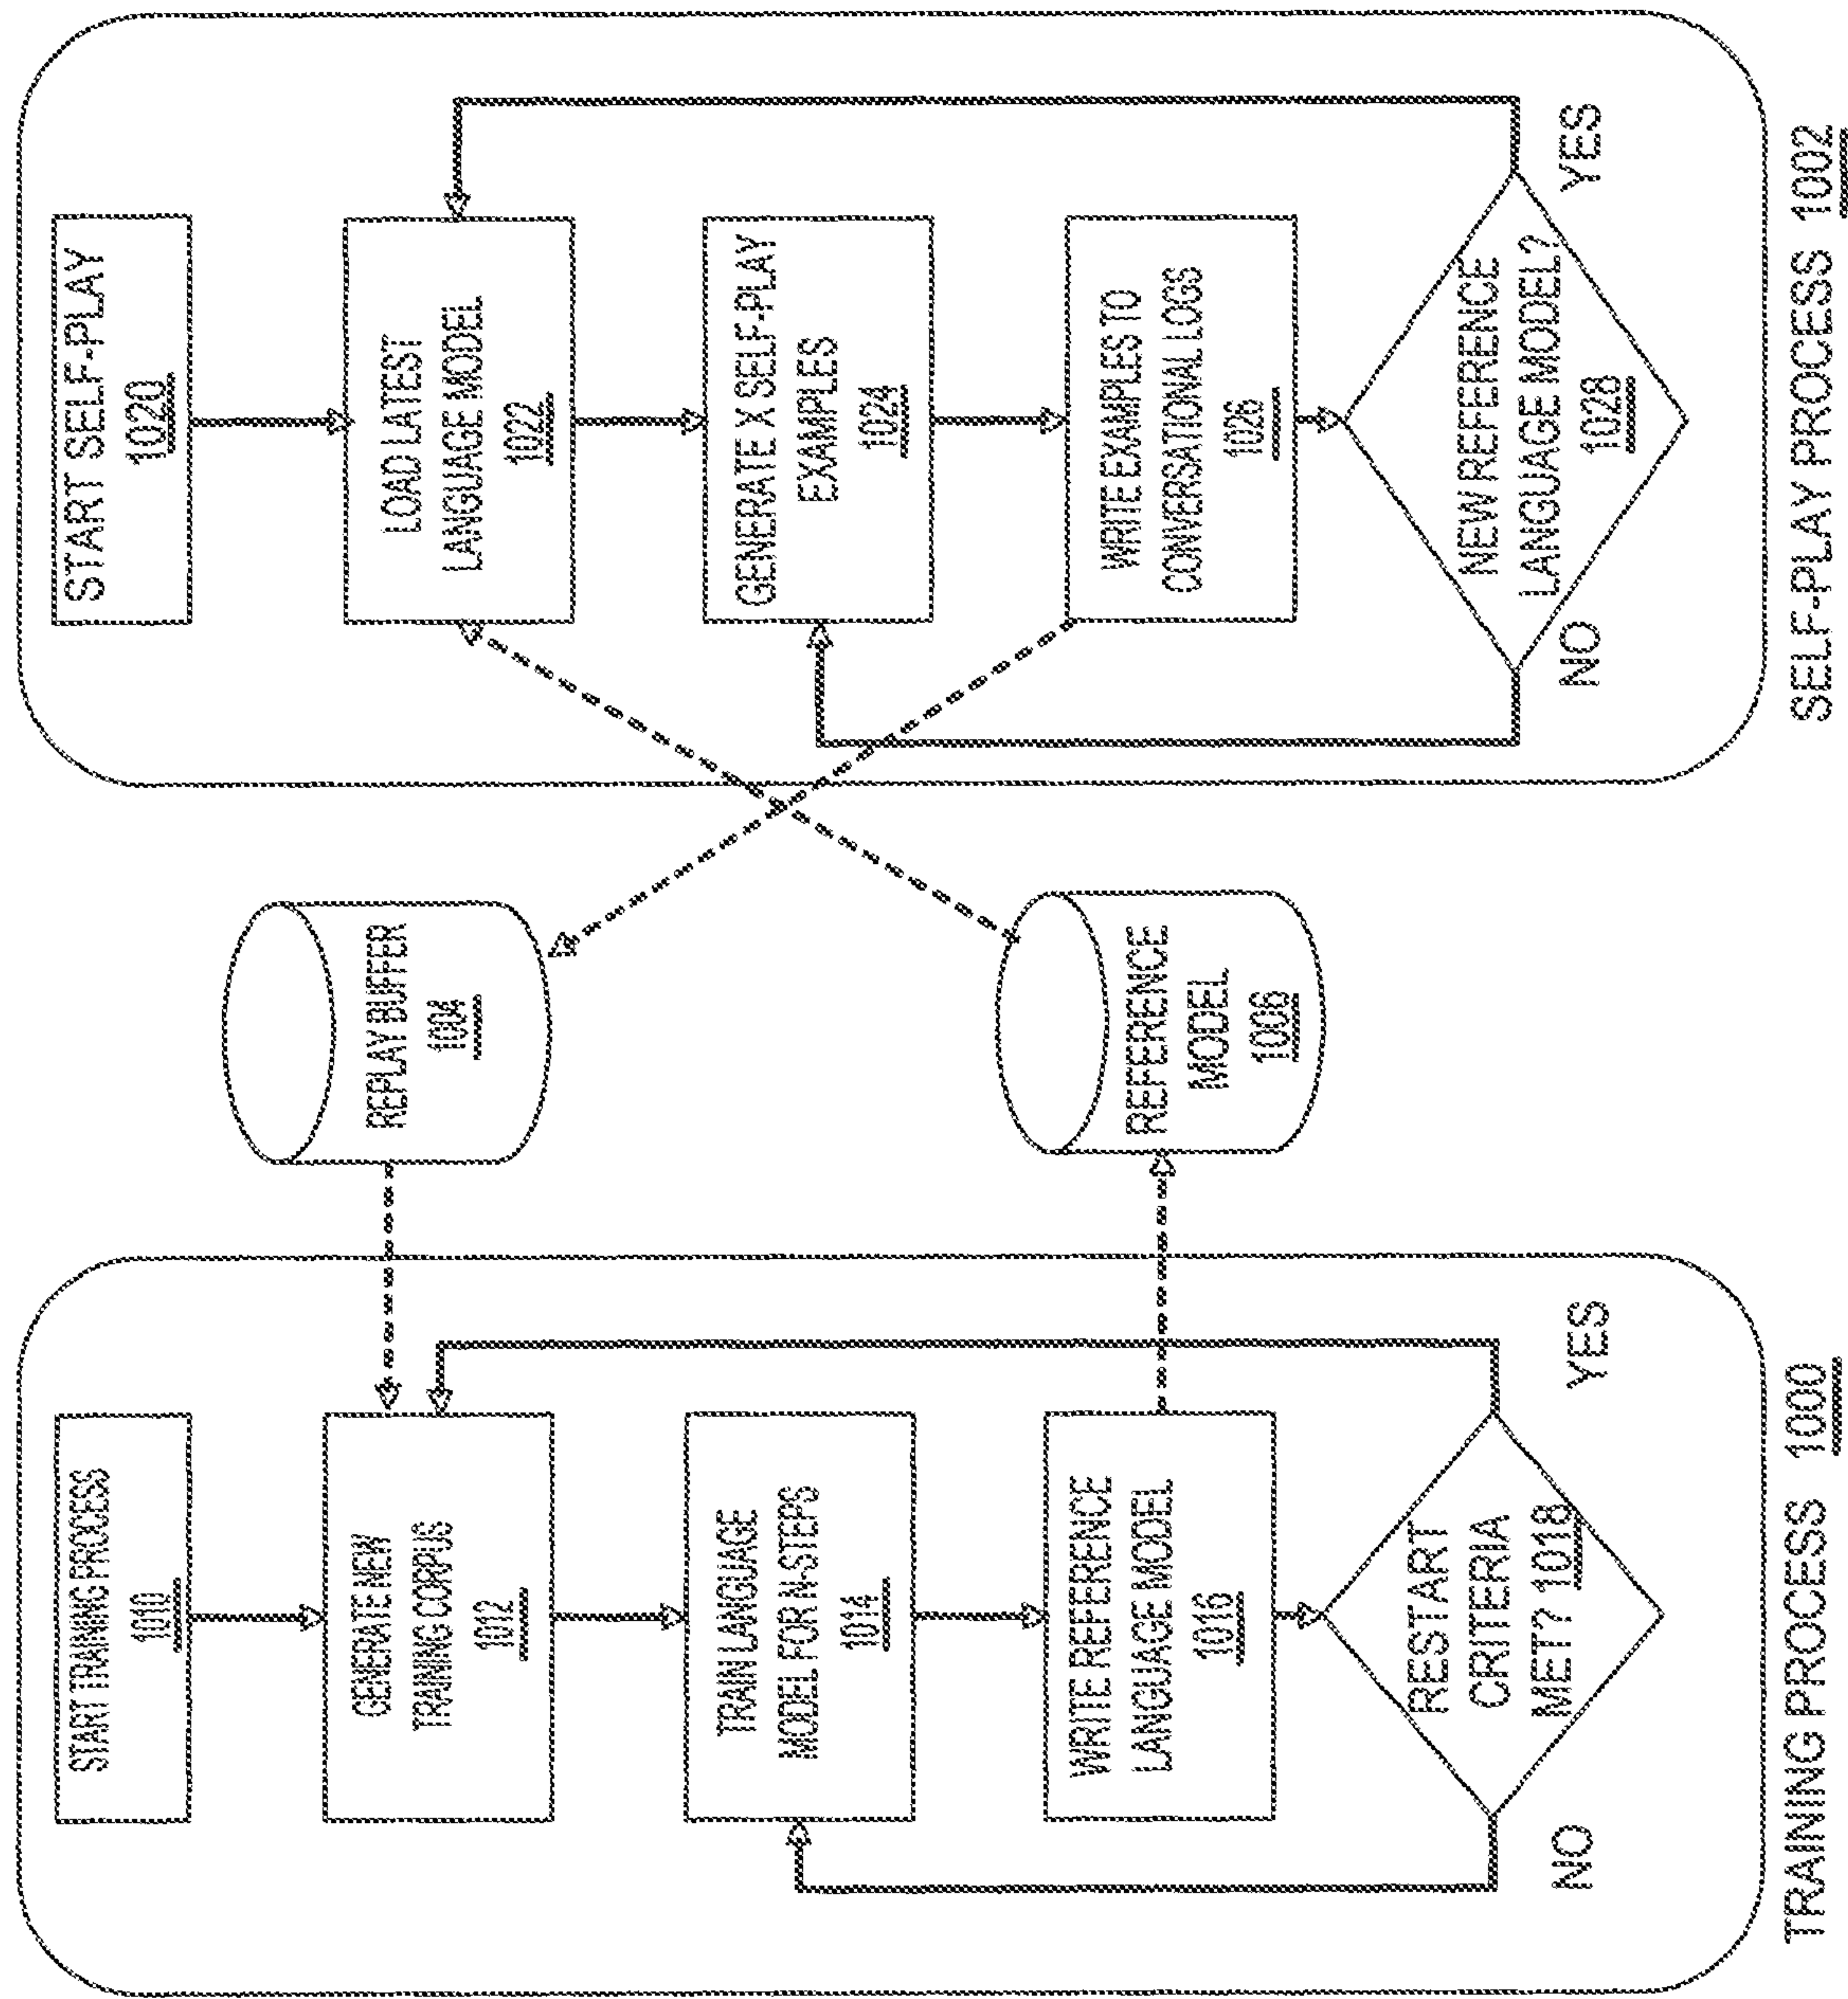 START TRAINING PROCESS
1010
GENERATE NEW
TRAINING CORPUS
1012
TRAIN LANGUAGE
MODEL FOR N-STEPS
1014
WRITE REFERENCE
LANGUAGE MODEL
1016
RESTART
CRITERIA
MET? 1018
NO
YES
TRAINING PROCESS 1000
REPLAY BUFFER
1004
REFERENCE
MODEL
1006
START SELF-PLAY
1020
LOAD LATEST
LANGUAGE MODEL
1022
GENERATE X SELF-PLAY
EXAMPLES
1024
WRITE EXAMPLES TO
CONVERSATIONAL LOGS
1026
NEW REFERENCE
LANGUAGE MODEL?
1028
NO
YES
SELF-PLAY PROCESS 1002